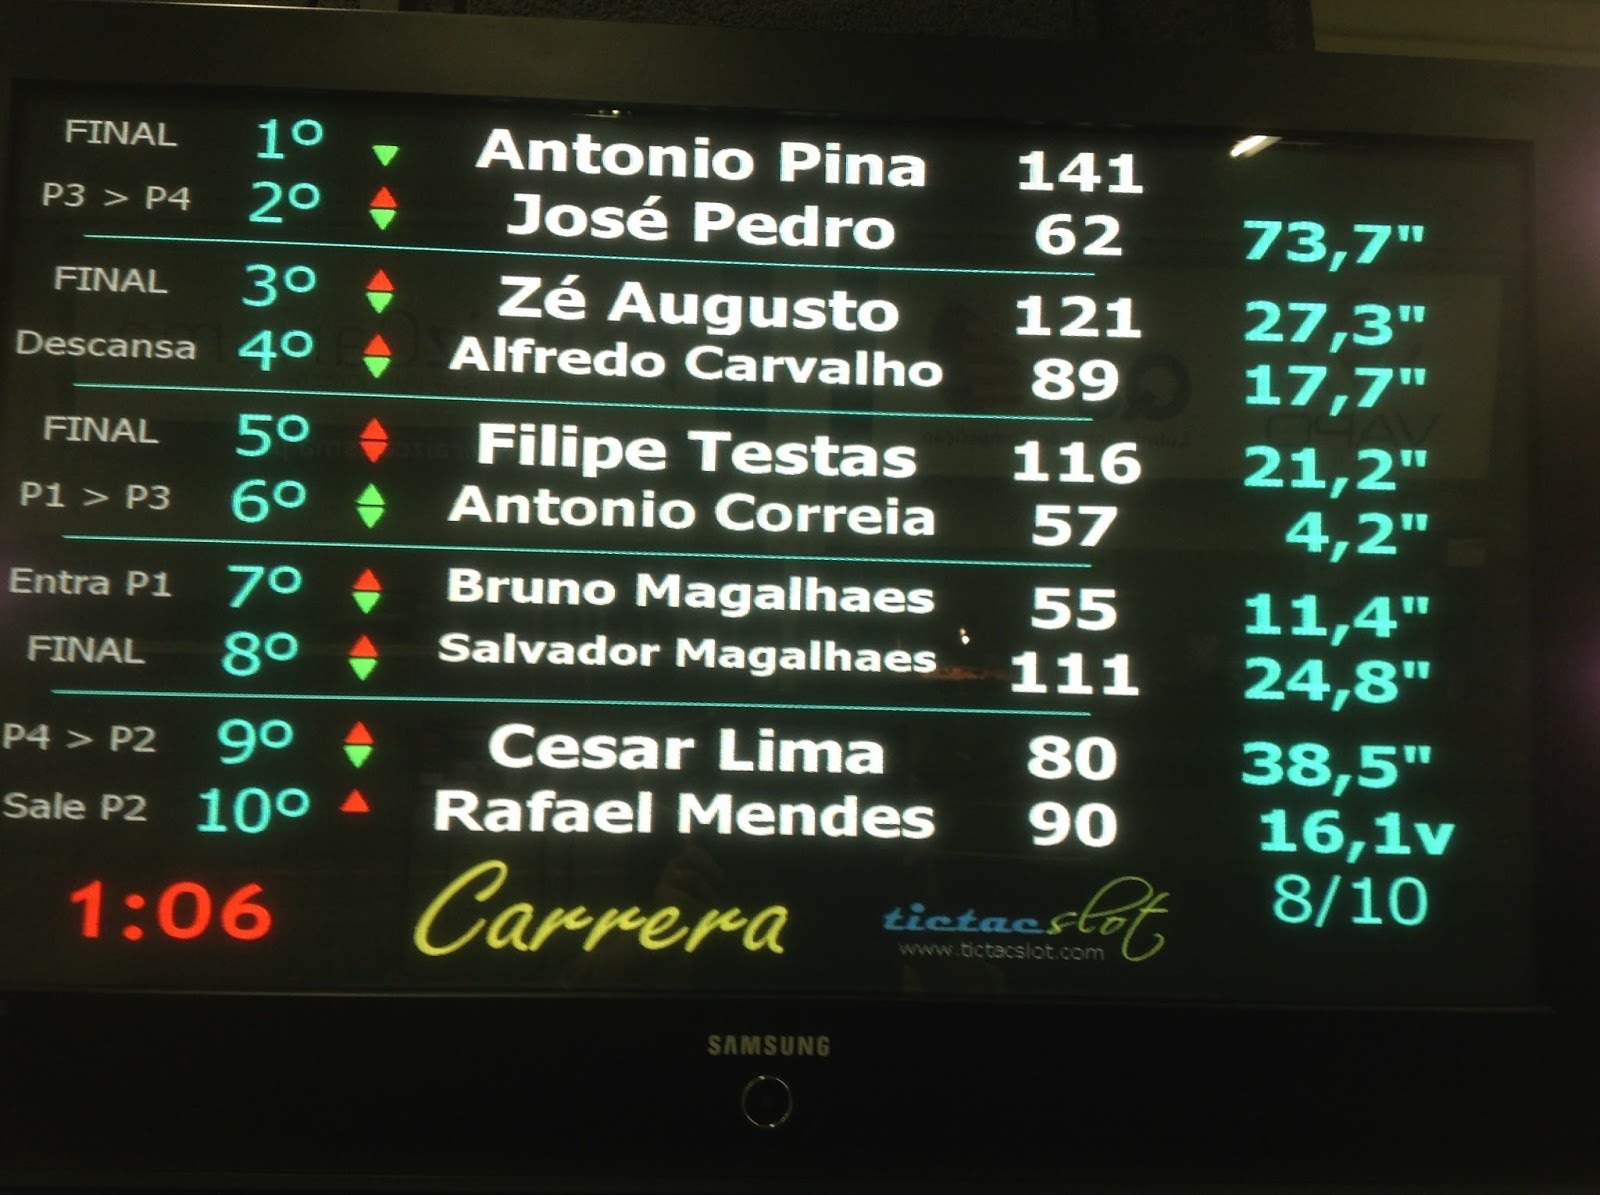 FINAL 1º Antonio Pina 141
P3 > P4 2º José Pedro 62 73,7"
FINAL 3º Zé Augusto 121 27,3"
Descansa 4º Alfredo Carvalho 89 17,7"
FINAL 5º Filipe Testas 116 21,2"
P1 > P3 6º Antonio Correia 57 4,2"
Entra P1 7º Bruno Magalhaes 55 11,4"
FINAL 8º Salvador Magalhaes 111 24,8"
P4 > P2 9º Cesar Lima 80 38,5"
Sale P2 10º Rafael Mendes 90 16,1v
1:06 Carrera tictacslot 8/10
www.tictacslot.com
SAMSUNG